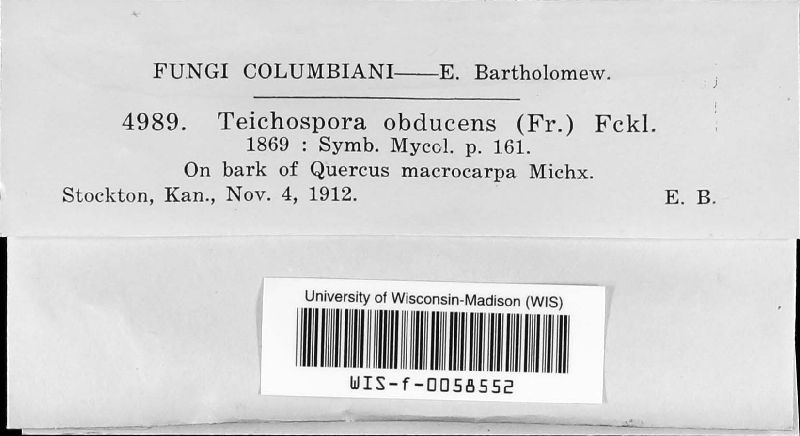 FUNGI COLUMBIANI——E. Bartholomew.
4989. Teichospora obducens (Fr.) Fckl.
1869 : Symb. Mycol. p. 161.
On bark of Quercus macrocarpa Michx.
Stockton, Kan., Nov. 4, 1912. E. B.
University of Wisconsin-Madison (WIS)
WIS-f-0058552